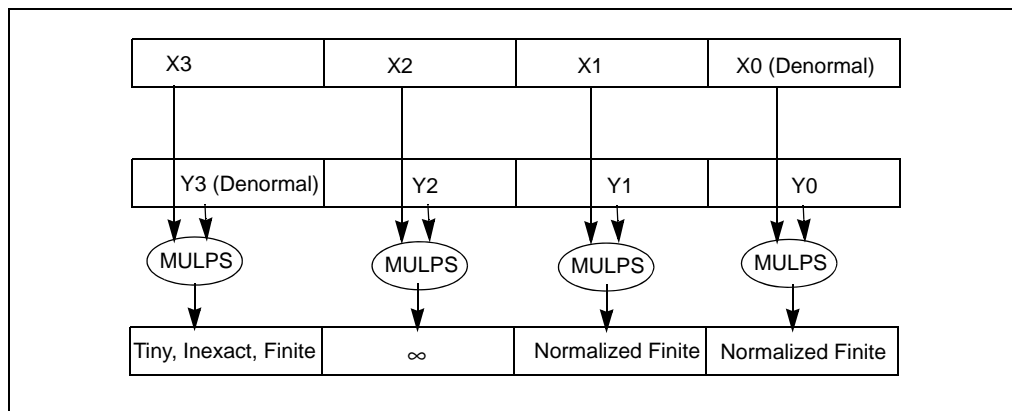 X3 X2 X1 X0 (Denormal)
Y3 (Denormal) Y2 Y1 Y0
MULPS MULPS MULPS MULPS
Tiny, Inexact, Finite ∞ Normalized Finite Normalized Finite